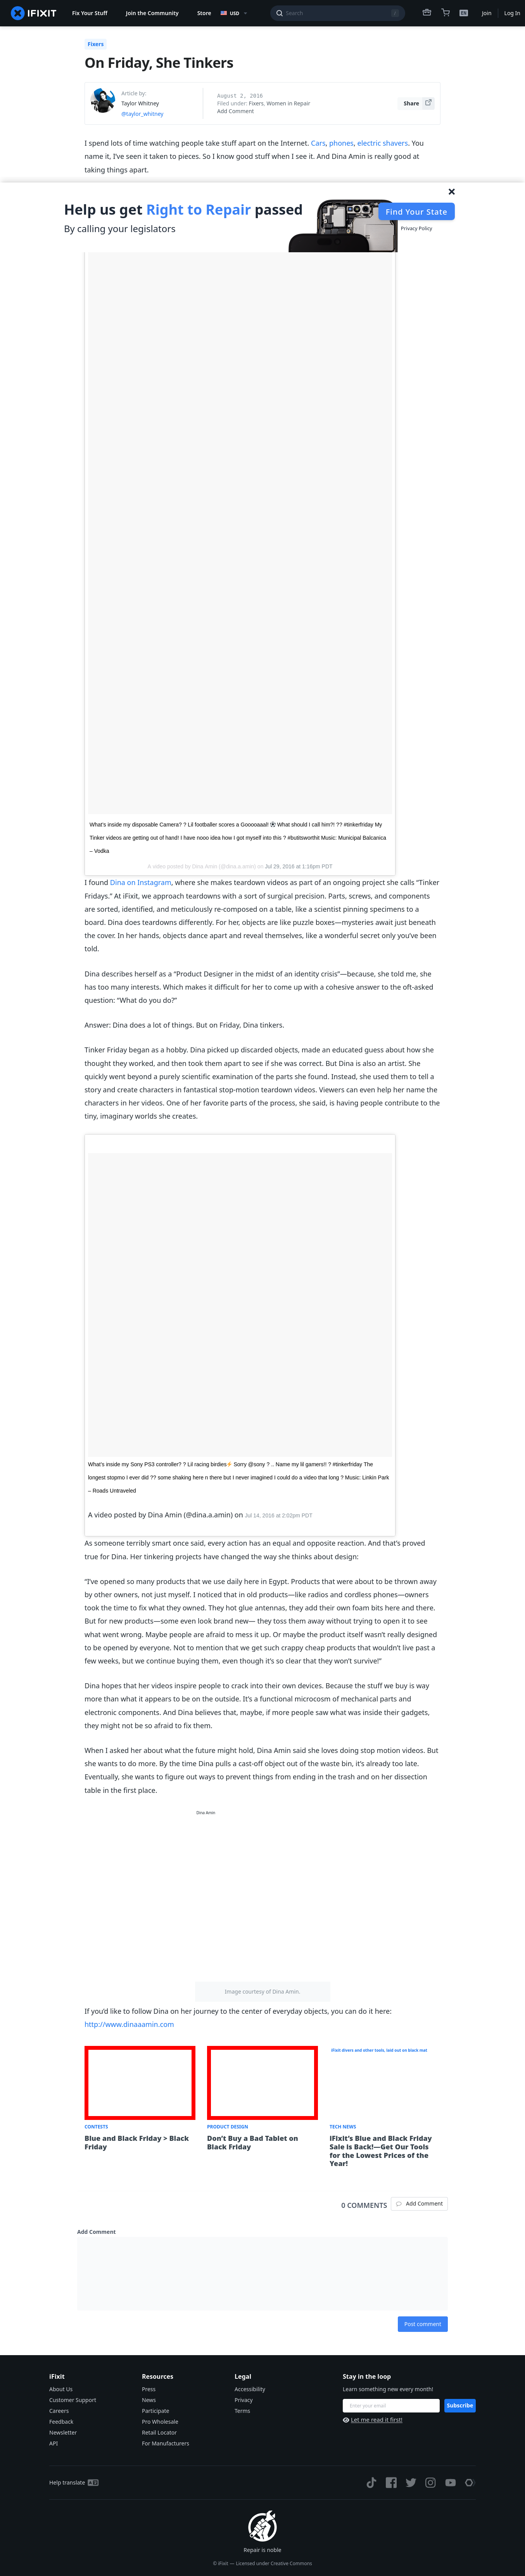 IFIXIT
Fix Your Stuff
Join the Community
Store
USD
Search
/
Join
Log In
Fixers
On Friday, She Tinkers
Article by:
Taylor Whitney
@taylor_whitney
August 2, 2016
Filed under: Fixers, Women in Repair
Add Comment
Share
I spend lots of time watching people take stuff apart on the Internet. Cars, phones, electric shavers. You
name it, I've seen it taken to pieces. So I know good stuff when I see it. And Dina Amin is really good at
taking things apart.
Help us get Right to Repair passed
By calling your legislators
Find Your State
Privacy Policy
What's inside my disposable Camera? ? Lil footballer scores a Gooooaaal! ⚽ What should I call him?! ?? #tinkerfriday My
Tinker videos are getting out of hand! I have nooo idea how I got myself into this ? #butitsworthit Music: Municipal Balcanica
– Vodka
A video posted by Dina Amin (@dina.a.amin) on Jul 29, 2016 at 1:16pm PDT
I found Dina on Instagram, where she makes teardown videos as part of an ongoing project she calls “Tinker
Fridays.” At iFixit, we approach teardowns with a sort of surgical precision. Parts, screws, and components
are sorted, identified, and meticulously re-composed on a table, like a scientist pinning specimens to a
board. Dina does teardowns differently. For her, objects are like puzzle boxes—mysteries await just beneath
the cover. In her hands, objects dance apart and reveal themselves, like a wonderful secret only you’ve been
told.
Dina describes herself as a “Product Designer in the midst of an identity crisis”—because, she told me, she
has too many interests. Which makes it difficult for her to come up with a cohesive answer to the oft-asked
question: “What do you do?”
Answer: Dina does a lot of things. But on Friday, Dina tinkers.
Tinker Friday began as a hobby. Dina picked up discarded objects, made an educated guess about how she
thought they worked, and then took them apart to see if she was correct. But Dina is also an artist. She
quickly went beyond a purely scientific examination of the parts she found. Instead, she used them to tell a
story and create characters in fantastical stop-motion teardown videos. Viewers can even help her name the
characters in her videos. One of her favorite parts of the process, she said, is having people contribute to the
tiny, imaginary worlds she creates.
What's inside my Sony PS3 controller? ? Lil racing birdies⚡ Sorry @sony ? .. Name my lil gamers!! ? #tinkerfriday The
longest stopmo I ever did ?? some shaking here n there but I never imagined I could do a video that long ? Music: Linkin Park
– Roads Untraveled
A video posted by Dina Amin (@dina.a.amin) on Jul 14, 2016 at 2:02pm PDT
As someone terribly smart once said, every action has an equal and opposite reaction. And that’s proved
true for Dina. Her tinkering projects have changed the way she thinks about design:
“I’ve opened so many products that we use daily here in Egypt. Products that were about to be thrown away
by other owners, not just myself. I noticed that in old products—like radios and cordless phones—owners
took the time to fix what they owned. They hot glue antennas, they add their own foam bits here and there.
But for new products—some even look brand new— they toss them away without trying to open it to see
what went wrong. Maybe people are afraid to mess it up. Or maybe the product itself wasn’t really designed
to be opened by everyone. Not to mention that we get such crappy cheap products that wouldn’t live past a
few weeks, but we continue buying them, even though it’s so clear that they won’t survive!”
Dina hopes that her videos inspire people to crack into their own devices. Because the stuff we buy is way
more than what it appears to be on the outside. It’s a functional microcosm of mechanical parts and
electronic components. And Dina believes that, maybe, if more people saw what was inside their gadgets,
they might not be so afraid to fix them.
When I asked her about what the future might hold, Dina Amin said she loves doing stop motion videos. But
she wants to do more. By the time Dina pulls a cast-off object out of the waste bin, it’s already too late.
Eventually, she wants to figure out ways to prevent things from ending in the trash and on her dissection
table in the first place.
Dina Amin
Image courtesy of Dina Amin.
If you’d like to follow Dina on her journey to the center of everyday objects, you can do it here:
http://www.dinaaamin.com
CONTESTS
Blue and Black Friday > Black
Friday
PRODUCT DESIGN
Don’t Buy a Bad Tablet on
Black Friday
iFixit divers and other tools, laid out on black mat
TECH NEWS
iFixit’s Blue and Black Friday
Sale is Back!—Get Our Tools
for the Lowest Prices of the
Year!
0 COMMENTS
Add Comment
Add Comment
Post comment
iFixit
About Us
Customer Support
Careers
Feedback
Newsletter
API
Resources
Press
News
Participate
Pro Wholesale
Retail Locator
For Manufacturers
Legal
Accessibility
Privacy
Terms
Stay in the loop
Learn something new every month!
Enter your email
Subscribe
Let me read it first!
Help translate
Repair is noble
© iFixit — Licensed under Creative Commons